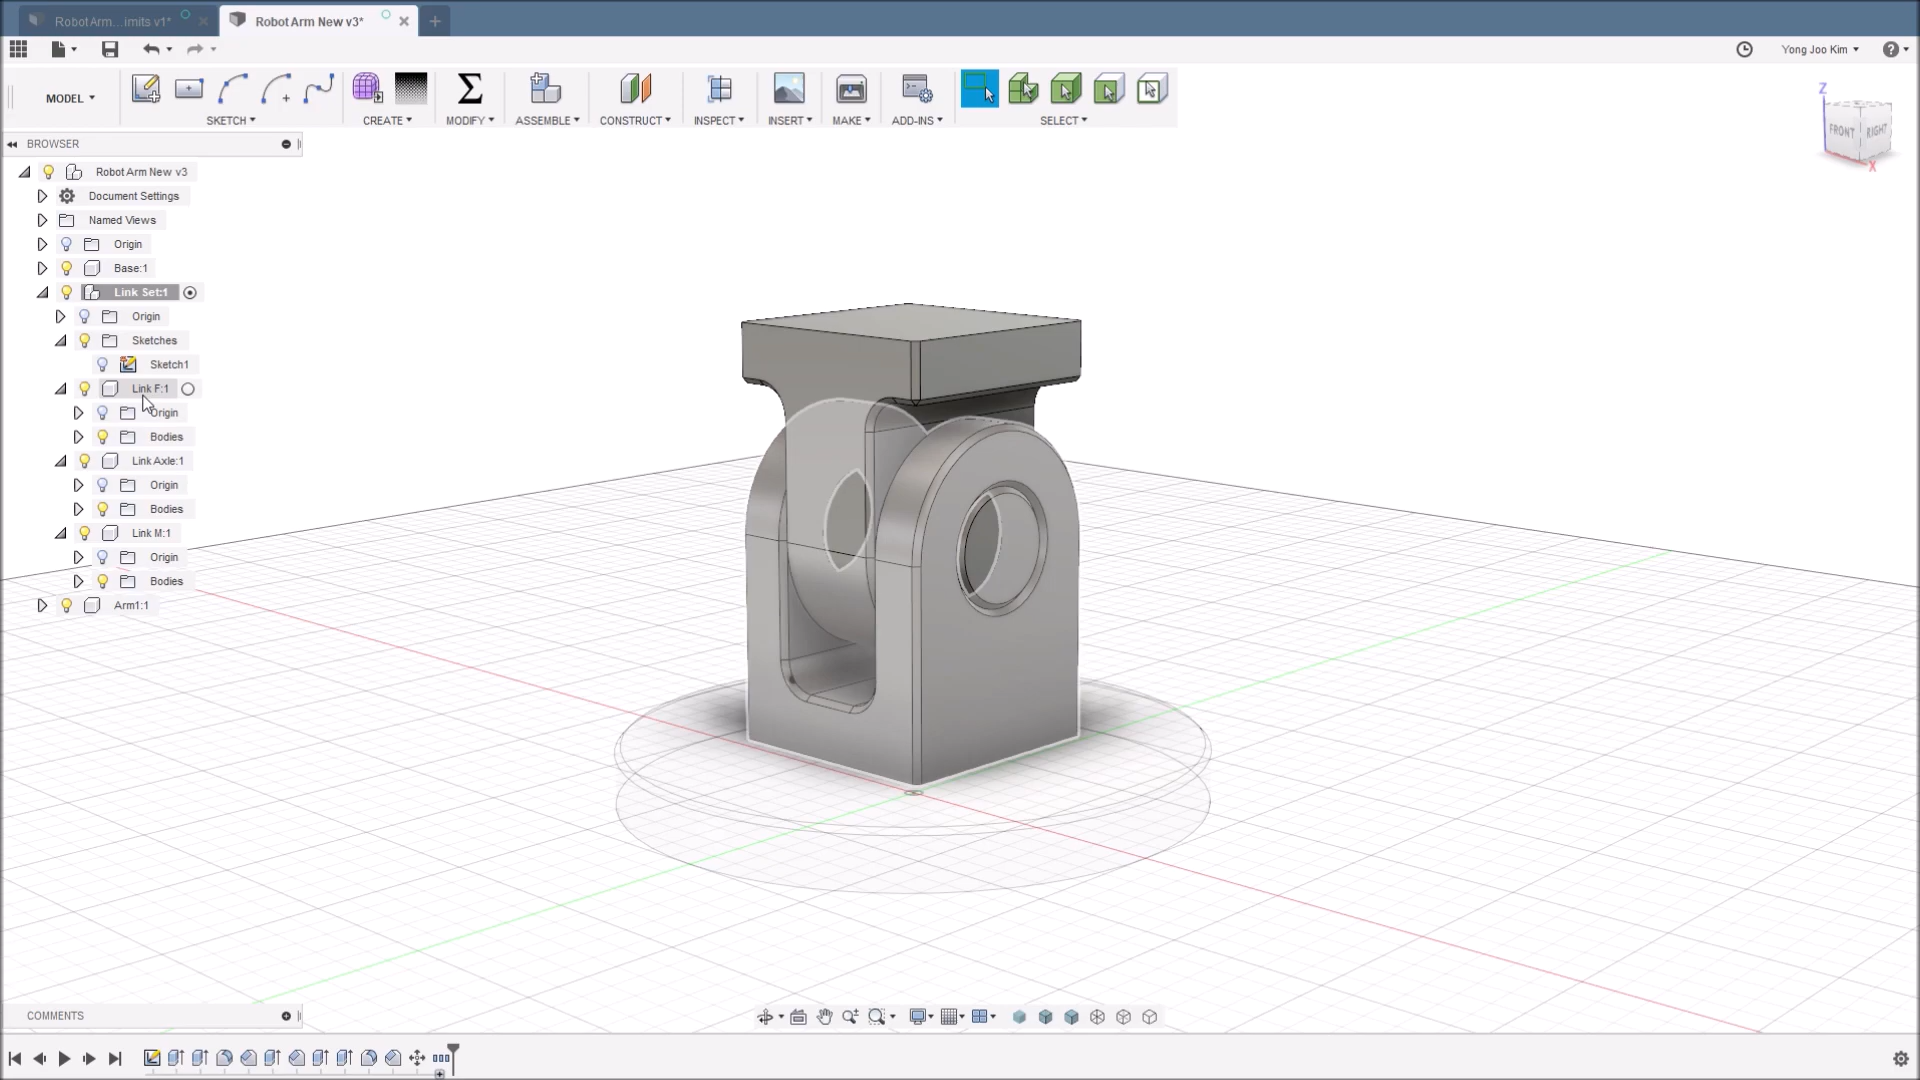 Robot Arm...imits v1*
Robot Arm New v3*
Yong Joo Kim
MODEL
SKETCH
CREATE
MODIFY
ASSEMBLE
CONSTRUCT
INSPECT
INSERT
MAKE
ADD-INS
SELECT
Z
FRONT
RIGHT
X
BROWSER
Robot Arm New v3
Document Settings
Named Views
Origin
Base:1
Link Set:1
Origin
Sketches
Sketch1
Link F:1
Origin
Bodies
Link Axle:1
Origin
Bodies
Link M:1
Origin
Bodies
Arm1:1
COMMENTS